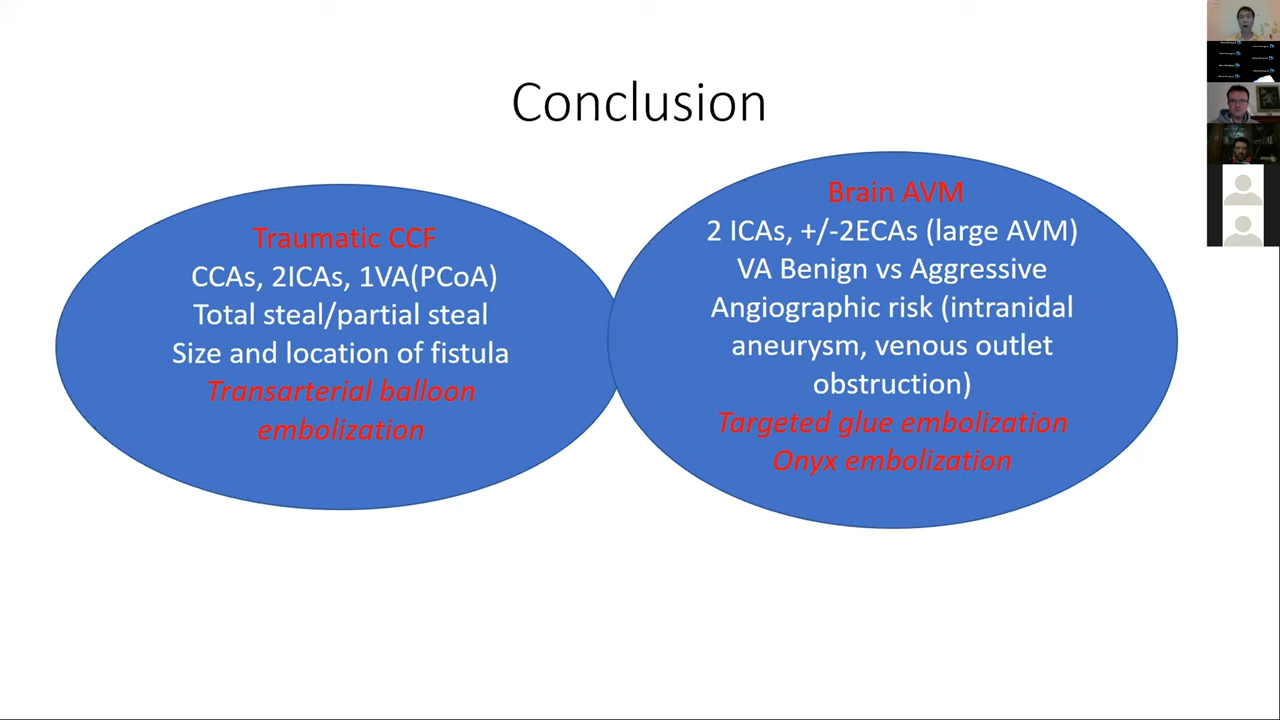 Conclusion
Traumatic CCF
CCAs, 2ICAs, 1VA(PCoA)
Total steal/partial steal
Size and location of fistula
Transarterial balloon
embolization
Brain AVM
2 ICAs, +/-2ECAs (large AVM)
VA Benign vs Aggressive
Angiographic risk (intranidal
aneurysm, venous outlet
obstruction)
Targeted glue embolization
Onyx embolization